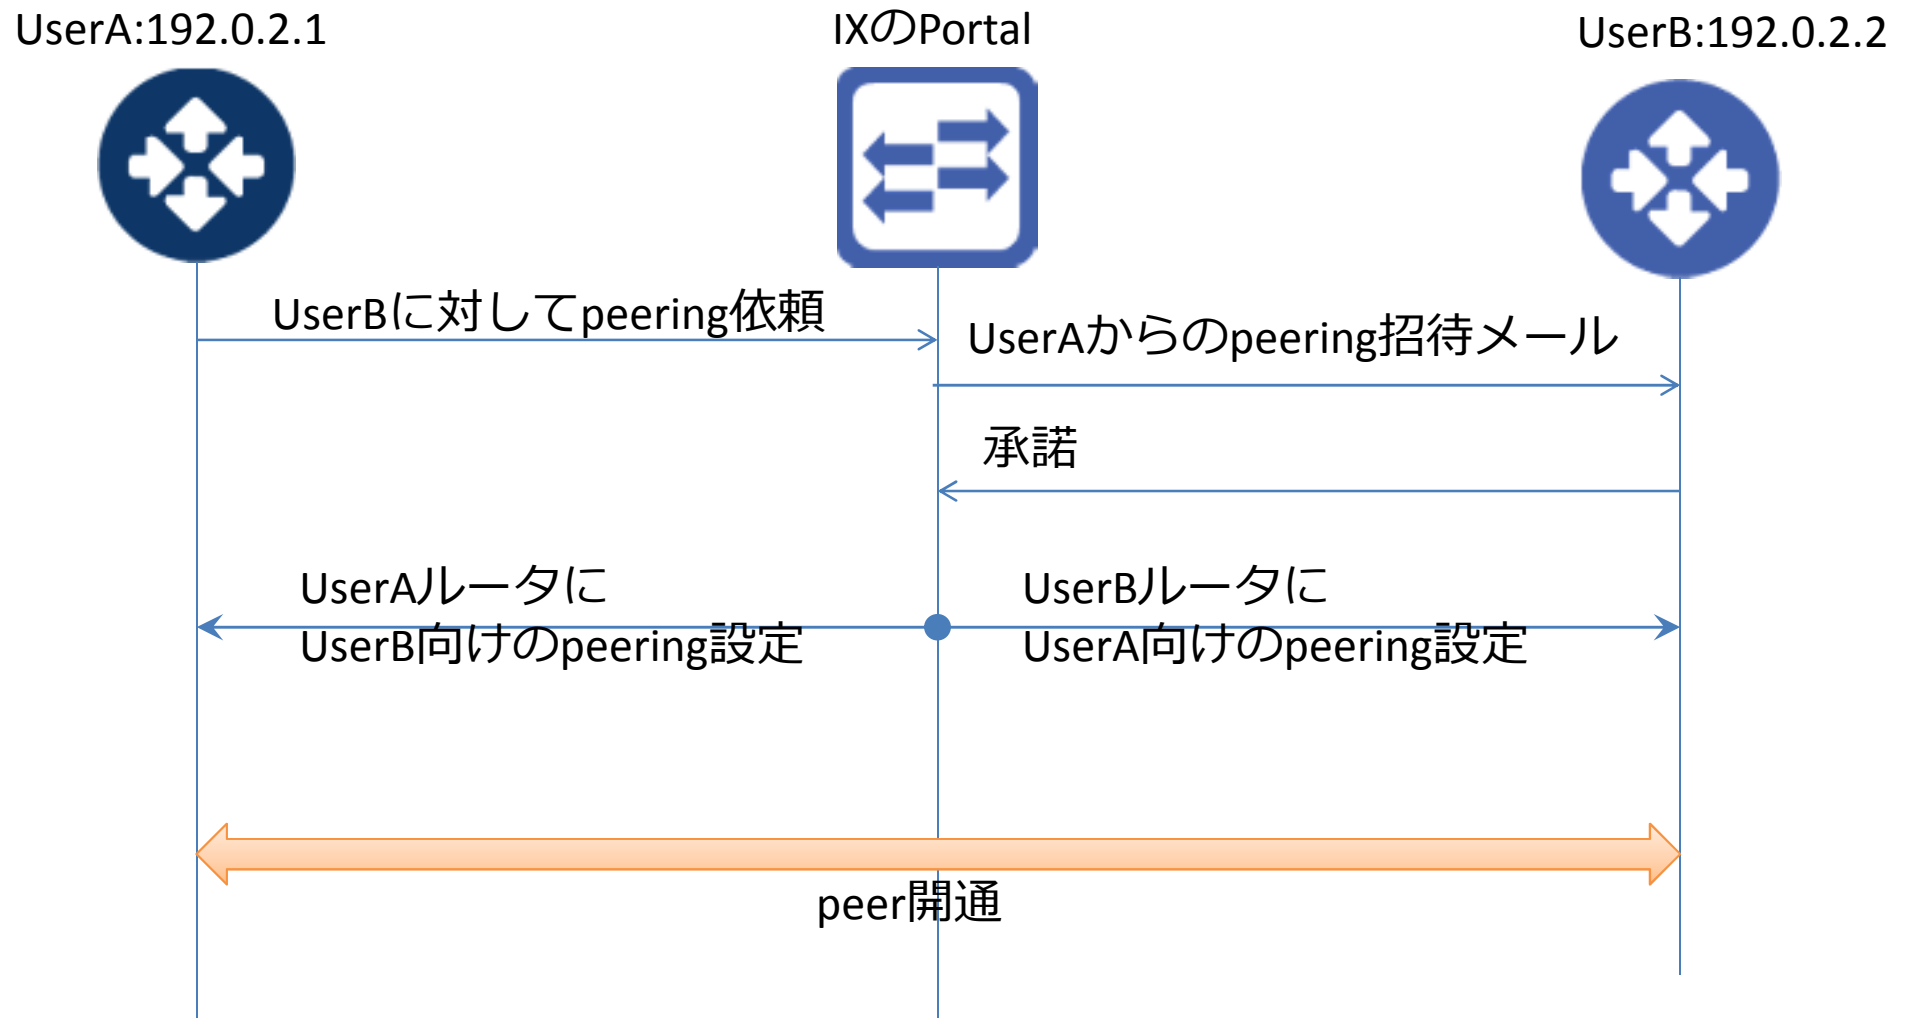 UserA:192.0.2.1
IXのPortal
UserB:192.0.2.2
UserBに対してpeering依頼
UserAからのpeering招待メール
承諾
UserAルータに
UserB向けのpeering設定
UserBルータに
UserA向けのpeering設定
peer開通